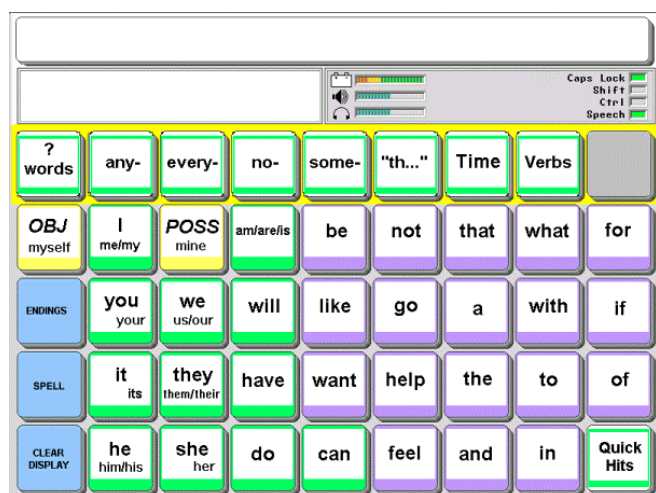 Caps Lock
Shift
Ctrl
Speech
? words any- every- no- some- "th..." Time Verbs
OBJ myself I me/my POSS mine am/are/is be not that what for
ENDINGS you your we us/our will like go a with if
SPELL it its they them/their have want help the to of
CLEAR DISPLAY he him/his she her do can feel and in Quick Hits